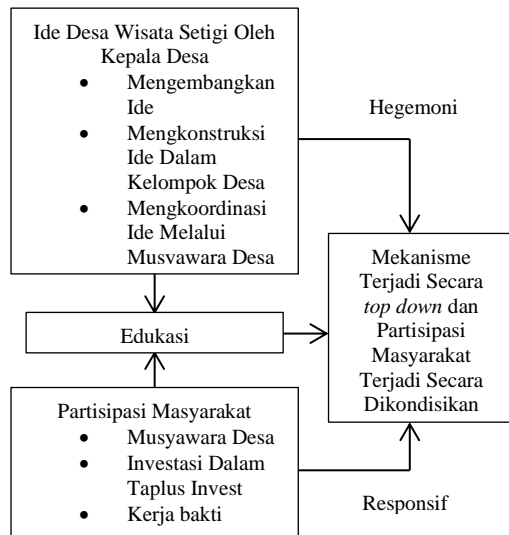 Ide Desa Wisata Setigi Oleh
Kepala Desa
• Mengembangkan
Ide
• Mengkonstruksi
Ide Dalam
Kelompok Desa
• Mengkoordinasi
Ide Melalui
Musyawara Desa
Hegemoni
Edukasi
Mekanisme
Terjadi Secara
top down dan
Partisipasi
Masyarakat
Terjadi Secara
Dikondisikan
Partisipasi Masyarakat
• Musyawara Desa
• Investasi Dalam
Taplus Invest
• Kerja bakti
Responsif